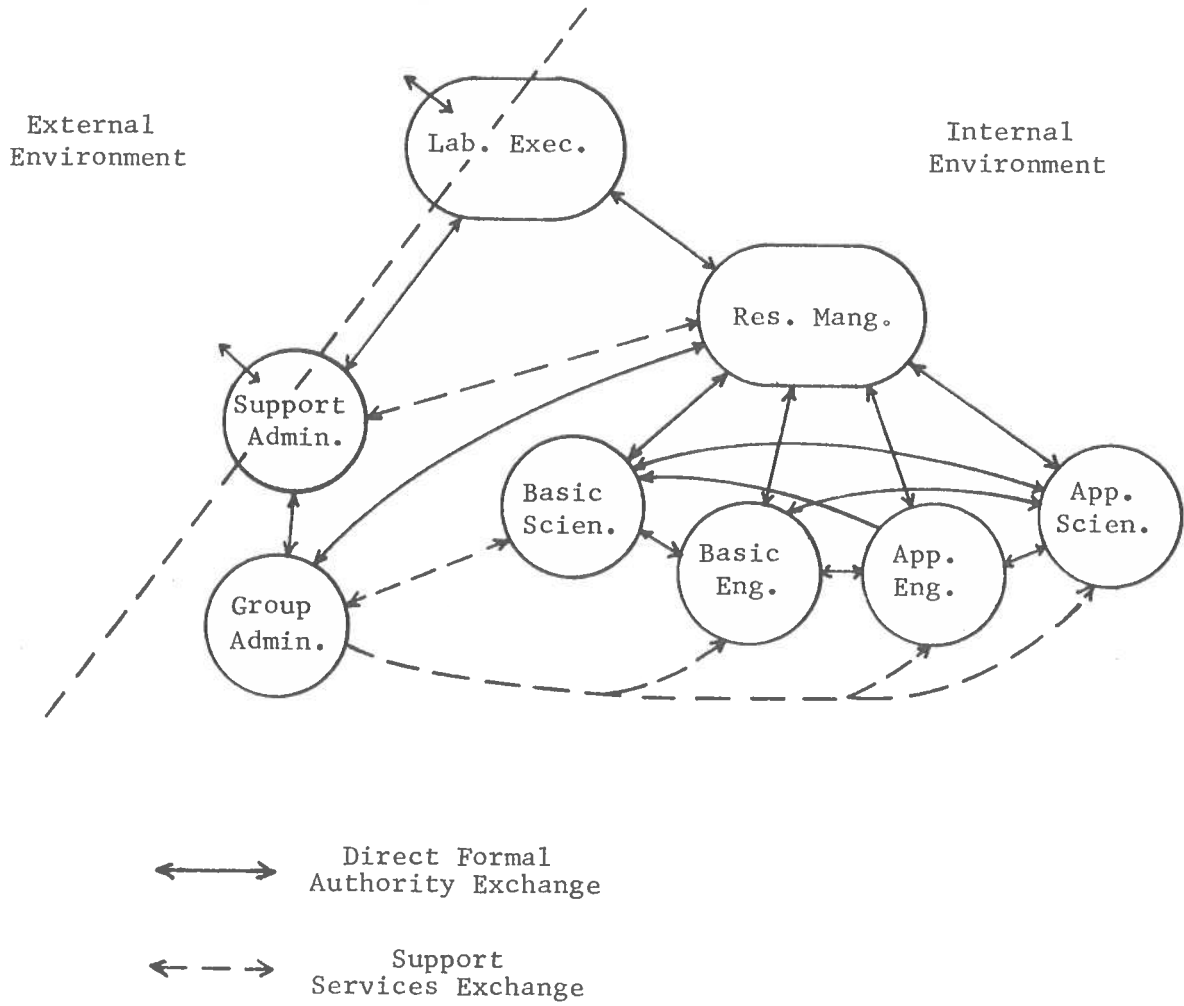 External
Environment
Internal
Environment
Lab. Exec.
Res. Mang.
Support
Admin.
Basic
Scien.
App.
Scien.
Basic
Eng.
App.
Eng.
Group
Admin.
Direct Formal
Authority Exchange
Support
Services Exchange